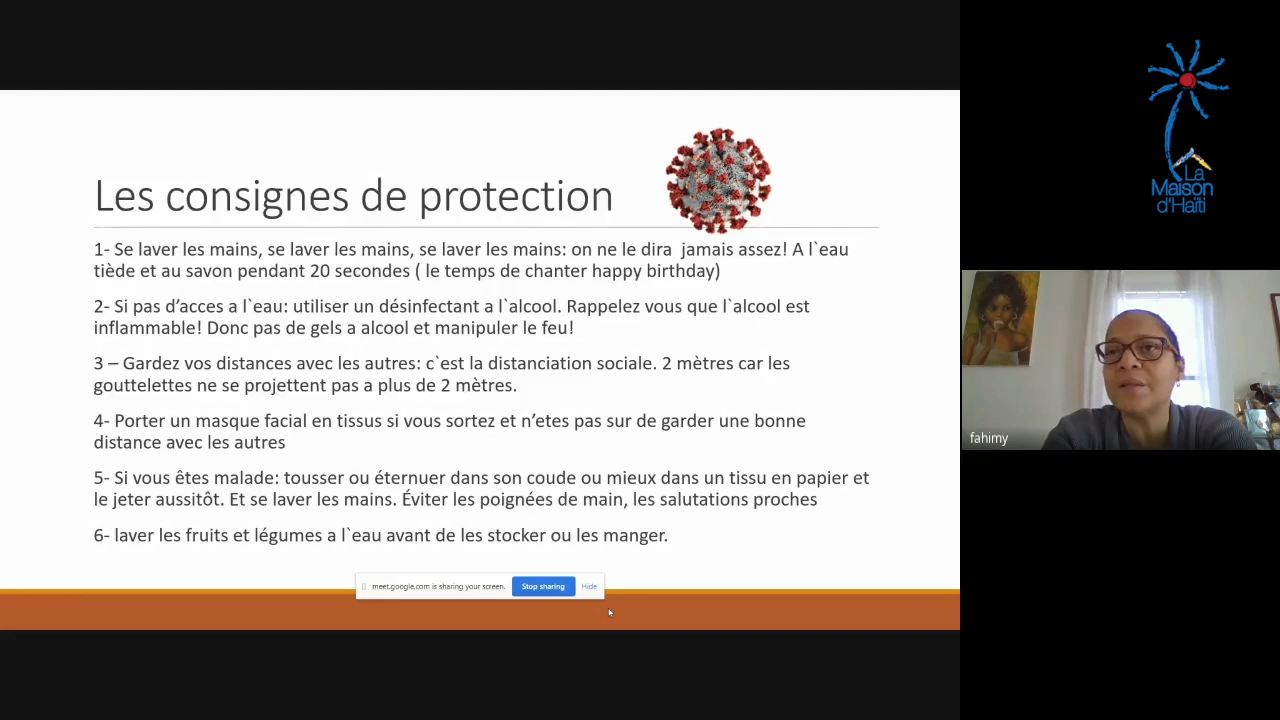 Les consignes de protection
1- Se laver les mains, se laver les mains, se laver les mains: on ne le dira jamais assez! A l`eau
tiède et au savon pendant 20 secondes ( le temps de chanter happy birthday)
2- Si pas d’acces a l`eau: utiliser un désinfectant a l`alcool. Rappelez vous que l`alcool est
inflammable! Donc pas de gels a alcool et manipuler le feu!
3 – Gardez vos distances avec les autres: c`est la distanciation sociale. 2 mètres car les
gouttelettes ne se projettent pas a plus de 2 mètres.
4- Porter un masque facial en tissus si vous sortez et n’etes pas sur de garder une bonne
distance avec les autres
5- Si vous êtes malade: tousser ou éternuer dans son coude ou mieux dans un tissu en papier et
le jeter aussitôt. Et se laver les mains. Éviter les poignées de main, les salutations proches
6- laver les fruits et légumes a l`eau avant de les stocker ou les manger.
meet.google.com is sharing your screen. Stop sharing Hide
La
Maison
d'Haïti
fahimy